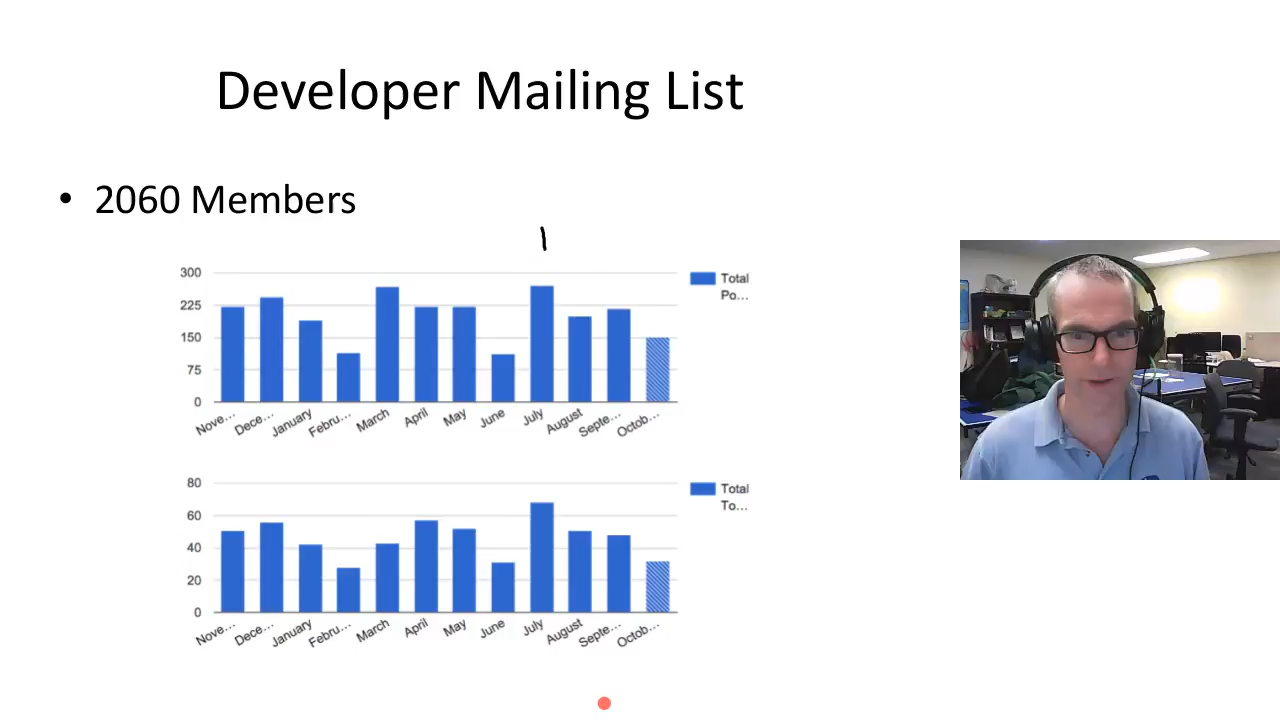 Developer Mailing List
• 2060 Members
300
225
150
75
0
Nove... Dece... January Febru... March April May June July August Septe... Octob...
Total
Po...
80
60
40
20
0
Nove... Dece... January Febru... March April May June July August Septe... Octob...
Total
To...